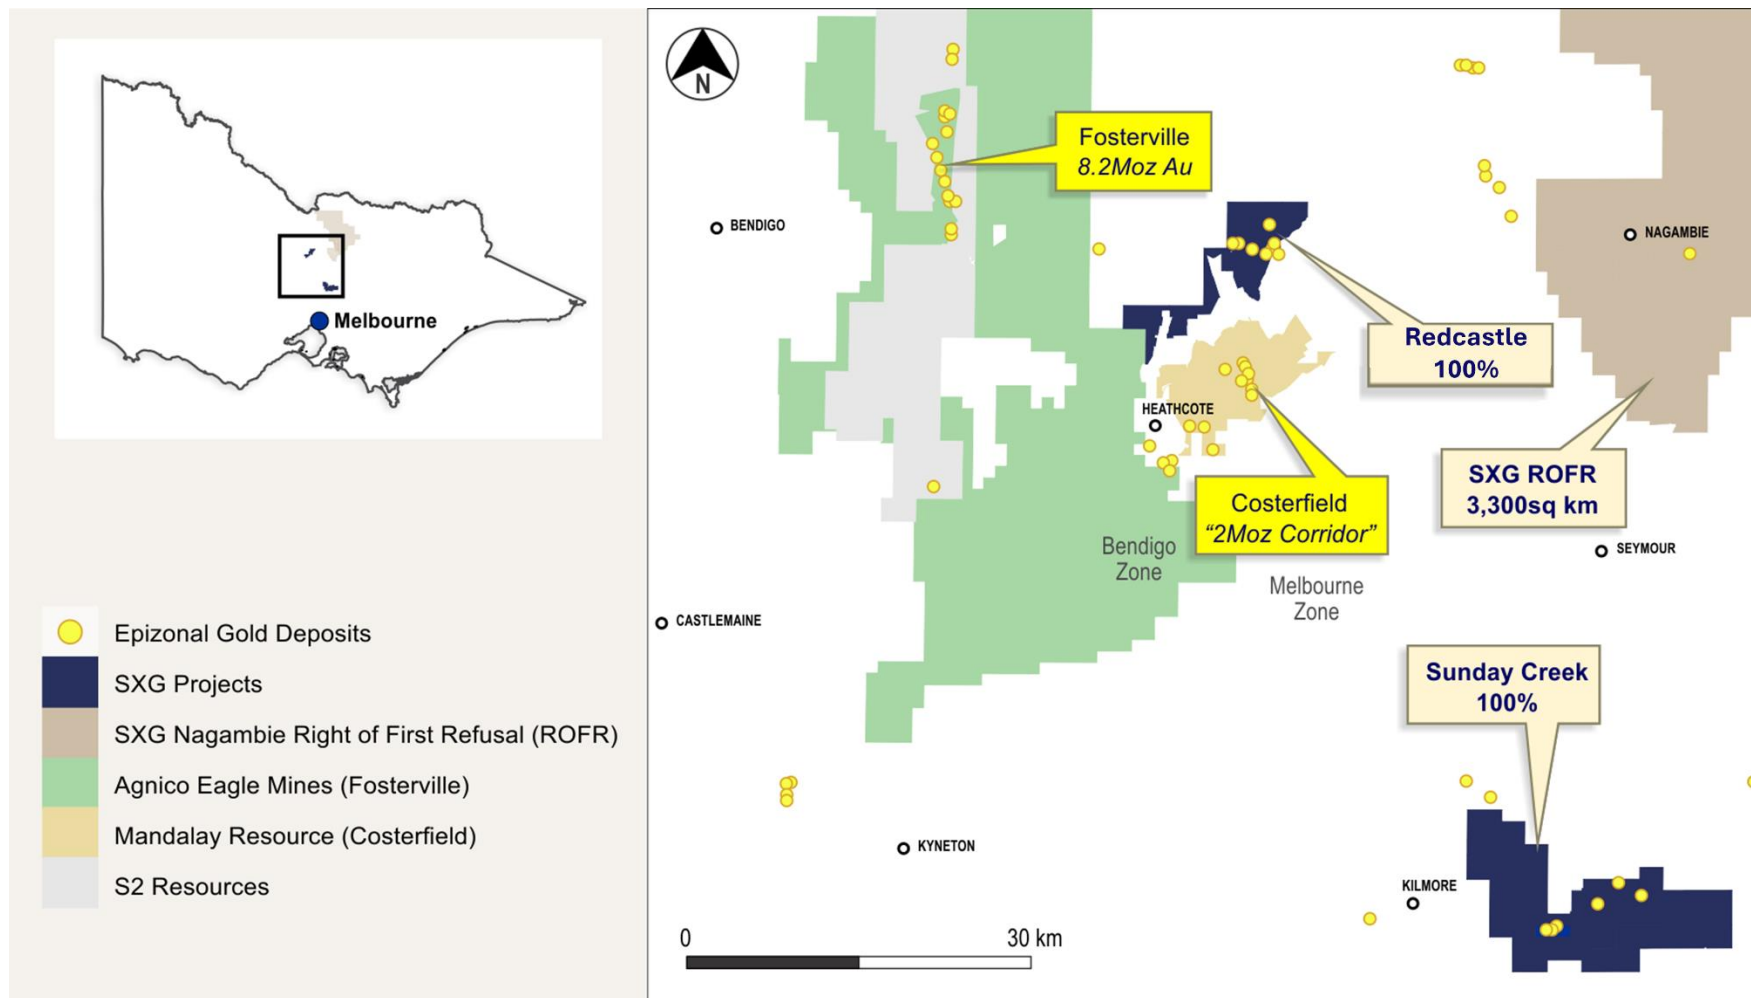 Melbourne
Epizonal Gold Deposits
SXG Projects
SXG Nagambie Right of First Refusal (ROFR)
Agnico Eagle Mines (Fosterville)
Mandalay Resource (Costerfield)
S2 Resources
N
Fosterville
8.2Moz Au
BENDIGO
NAGAMBIE
Redcastle
100%
HEATHCOTE
SXG ROFR
3,300sq km
Costerfield
“2Moz Corridor”
Bendigo
Zone
SEYMOUR
Melbourne
Zone
CASTLEMAINE
Sunday Creek
100%
KYNETON
KILMORE
0
30 km